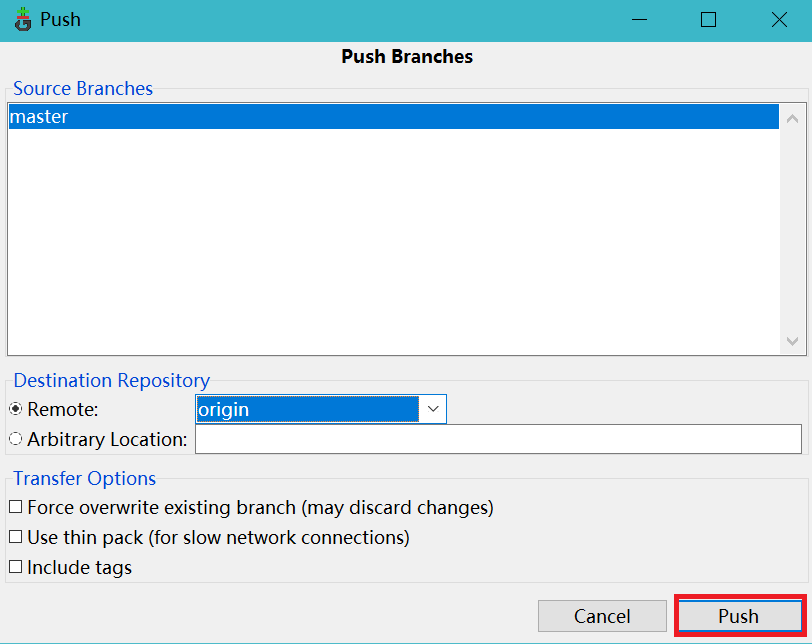 Push
Push Branches
Source Branches
master
Destination Repository
Remote: origin
Arbitrary Location:
Transfer Options
Force overwrite existing branch (may discard changes)
Use thin pack (for slow network connections)
Include tags
Cancel Push